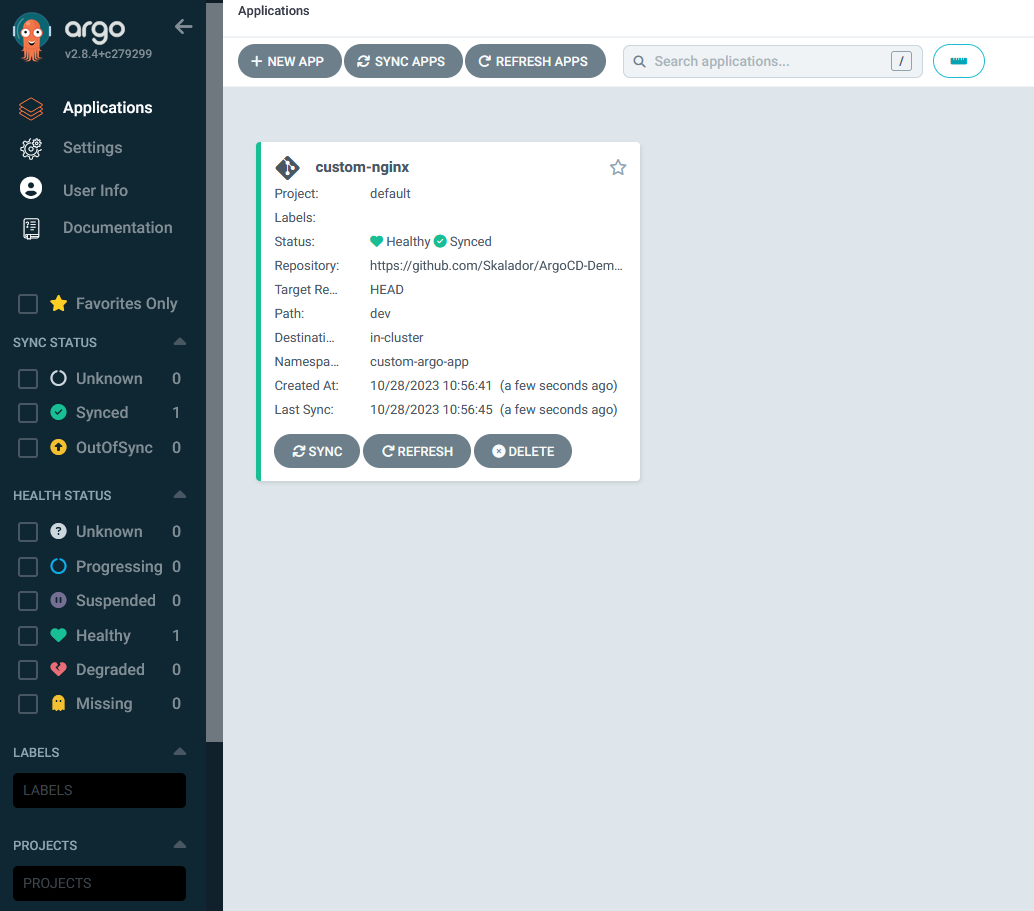 argo
v2.8.4+c279299
Applications
Settings
User Info
Documentation
Favorites Only
SYNC STATUS
Unknown 0
Synced 1
OutOfSync 0
HEALTH STATUS
Unknown 0
Progressing 0
Suspended 0
Healthy 1
Degraded 0
Missing 0
LABELS
LABELS
PROJECTS
PROJECTS
Applications
NEW APP SYNC APPS REFRESH APPS Search applications... /
custom-nginx
Project: default
Labels:
Status: Healthy Synced
Repository: https://github.com/Skalador/ArgoCD-Dem...
Target Re... HEAD
Path: dev
Destinati... in-cluster
Namespa... custom-argo-app
Created At: 10/28/2023 10:56:41 (a few seconds ago)
Last Sync: 10/28/2023 10:56:45 (a few seconds ago)
SYNC REFRESH DELETE